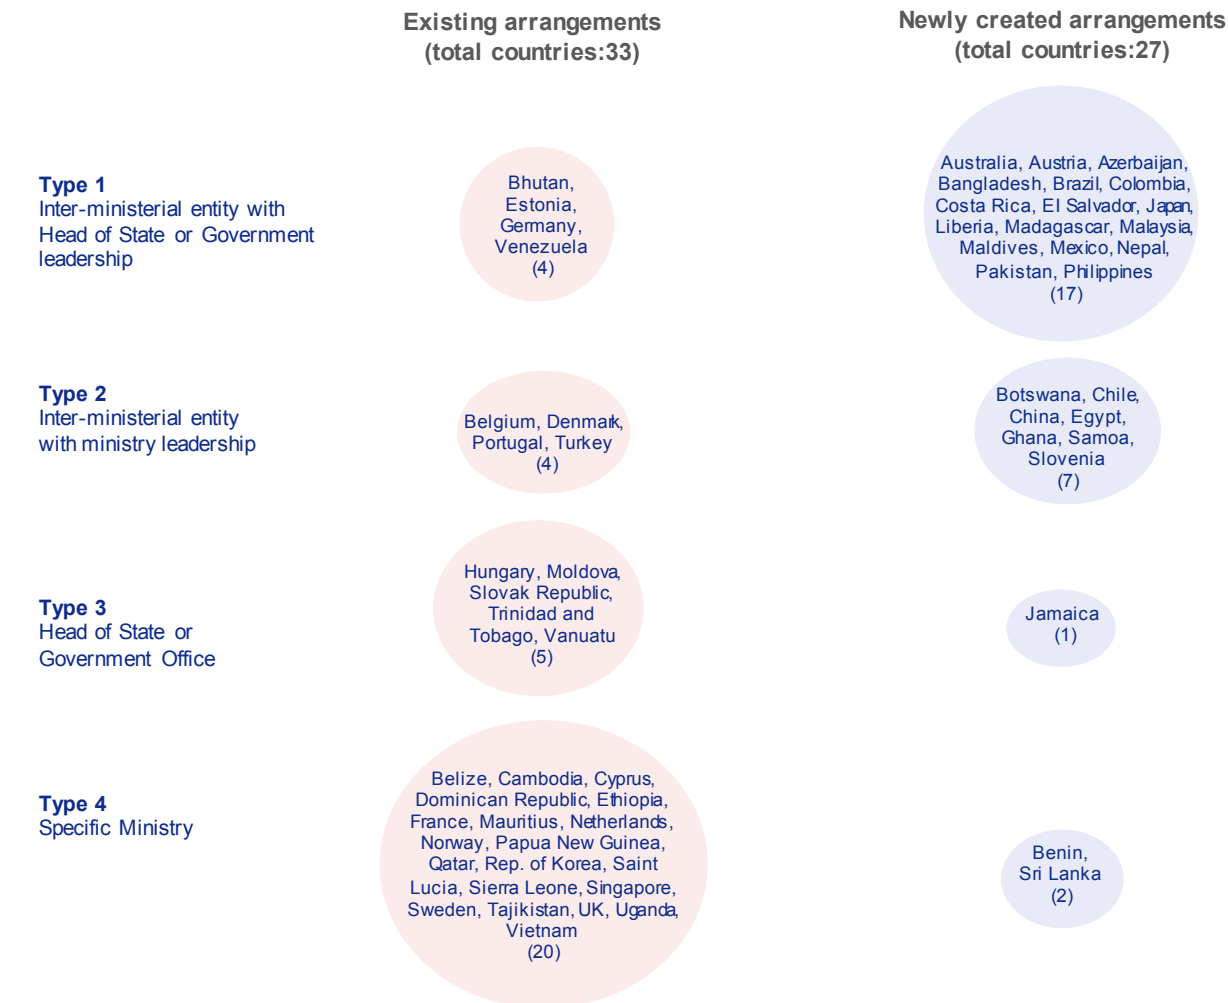 Existing arrangements
(total countries:33)
Newly created arrangements
(total countries:27)
Type 1
Inter-ministerial entity with
Head of State or Government
leadership
Bhutan,
Estonia,
Germany,
Venezuela
(4)
Australia, Austria, Azerbaijan,
Bangladesh, Brazil, Colombia,
Costa Rica, El Salvador, Japan,
Liberia, Madagascar, Malaysia,
Maldives, Mexico, Nepal,
Pakistan, Philippines
(17)
Type 2
Inter-ministerial entity
with ministry leadership
Belgium, Denmark,
Portugal, Turkey
(4)
Botswana, Chile,
China, Egypt,
Ghana, Samoa,
Slovenia
(7)
Type 3
Head of State or
Government Office
Hungary, Moldova,
Slovak Republic,
Trinidad and
Tobago, Vanuatu
(5)
Jamaica
(1)
Type 4
Specific Ministry
Belize, Cambodia, Cyprus,
Dominican Republic, Ethiopia,
France, Mauritius, Netherlands,
Norway, Papua New Guinea,
Qatar, Rep. of Korea, Saint
Lucia, Sierra Leone, Singapore,
Sweden, Tajikistan, UK, Uganda,
Vietnam
(20)
Benin,
Sri Lanka
(2)